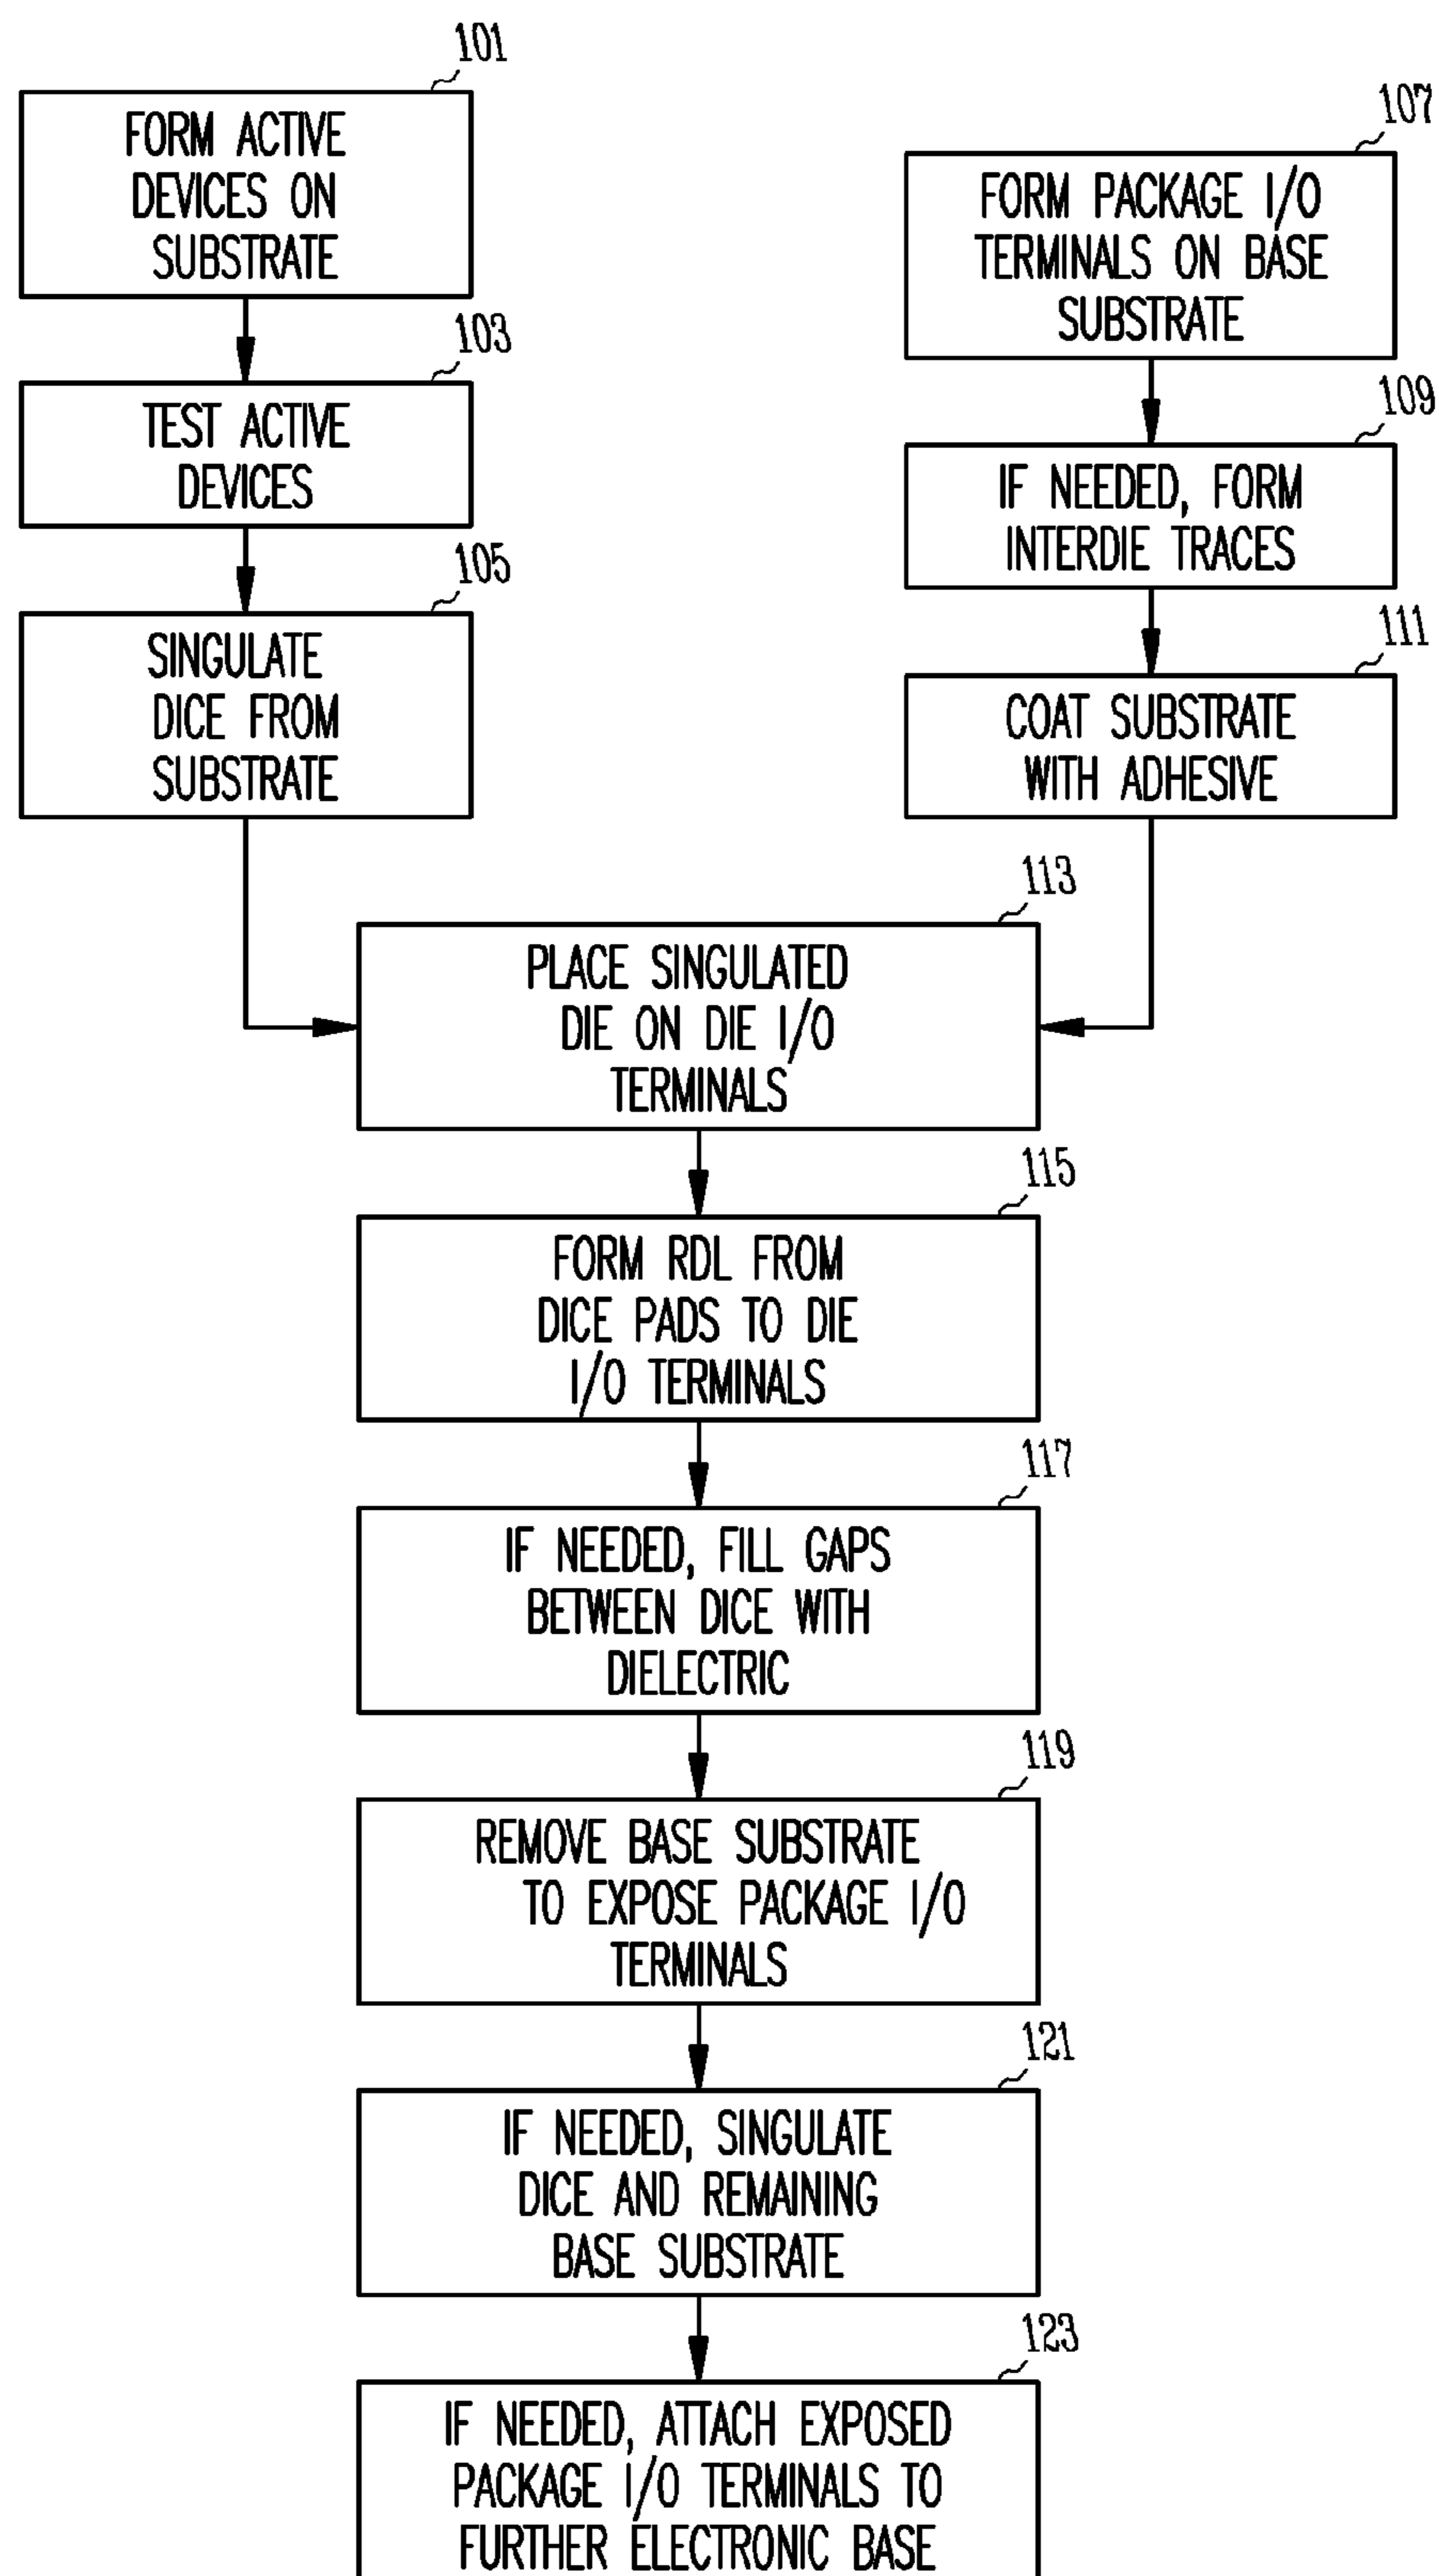 101
FORM ACTIVE
DEVICES ON
SUBSTRATE
103
TEST ACTIVE
DEVICES
105
SINGULATE
DICE FROM
SUBSTRATE
107
FORM PACKAGE I/O
TERMINALS ON BASE
SUBSTRATE
109
IF NEEDED, FORM
INTERDIE TRACES
111
COAT SUBSTRATE
WITH ADHESIVE
113
PLACE SINGULATED
DIE ON DIE I/O
TERMINALS
115
FORM RDL FROM
DICE PADS TO DIE
I/O TERMINALS
117
IF NEEDED, FILL GAPS
BETWEEN DICE WITH
DIELECTRIC
119
REMOVE BASE SUBSTRATE
TO EXPOSE PACKAGE I/O
TERMINALS
121
IF NEEDED, SINGULATE
DICE AND REMAINING
BASE SUBSTRATE
123
IF NEEDED, ATTACH EXPOSED
PACKAGE I/O TERMINALS TO
FURTHER ELECTRONIC BASE